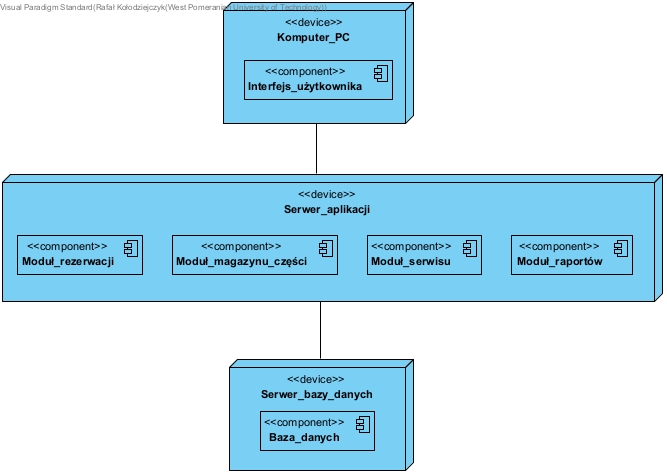 Visual Paradigm Standard(Rafał Kołodziejczyk(West Pomeranian University of Technology))
<<device>>
Komputer_PC
<<component>>
Interfejs_użytkownika
<<device>>
Serwer_aplikacji
<<component>>
Moduł_rezerwacji
<<component>>
Moduł_magazynu_części
<<component>>
Moduł_serwisu
<<component>>
Moduł_raportów
<<device>>
Serwer_bazy_danych
<<component>>
Baza_danych